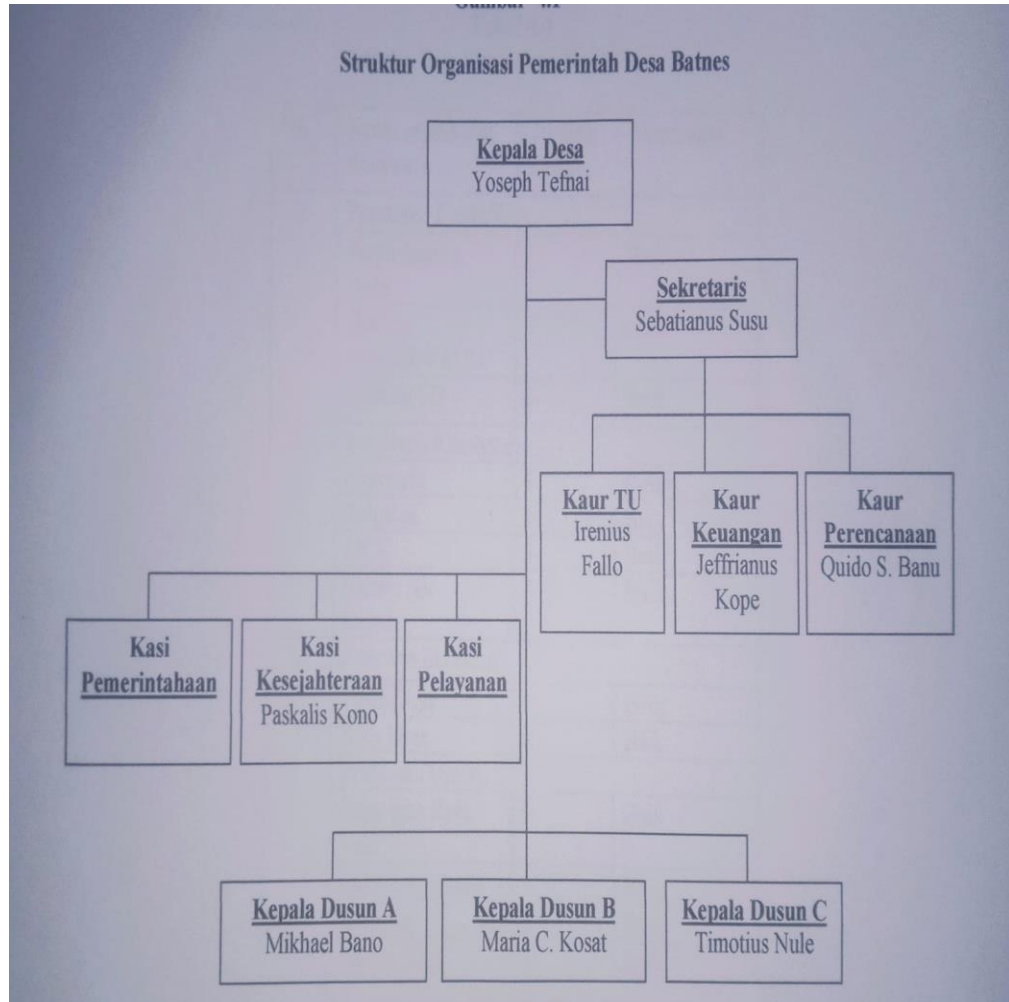 Struktur Organisasi Pemerintah Desa Batnes
Kepala Desa
Yoseph Tefnai
Sekretaris
Sebatianus Susu
Kaur TU
Irenius
Fallo
Kaur
Keuangan
Jeffrianus
Kope
Kaur
Perencanaan
Quido S. Banu
Kasi
Pemerintahaan
Kasi
Kesejahteraan
Paskalis Kono
Kasi
Pelayanan
Kepala Dusun A
Mikhael Bano
Kepala Dusun B
Maria C. Kosat
Kepala Dusun C
Timotius Nule